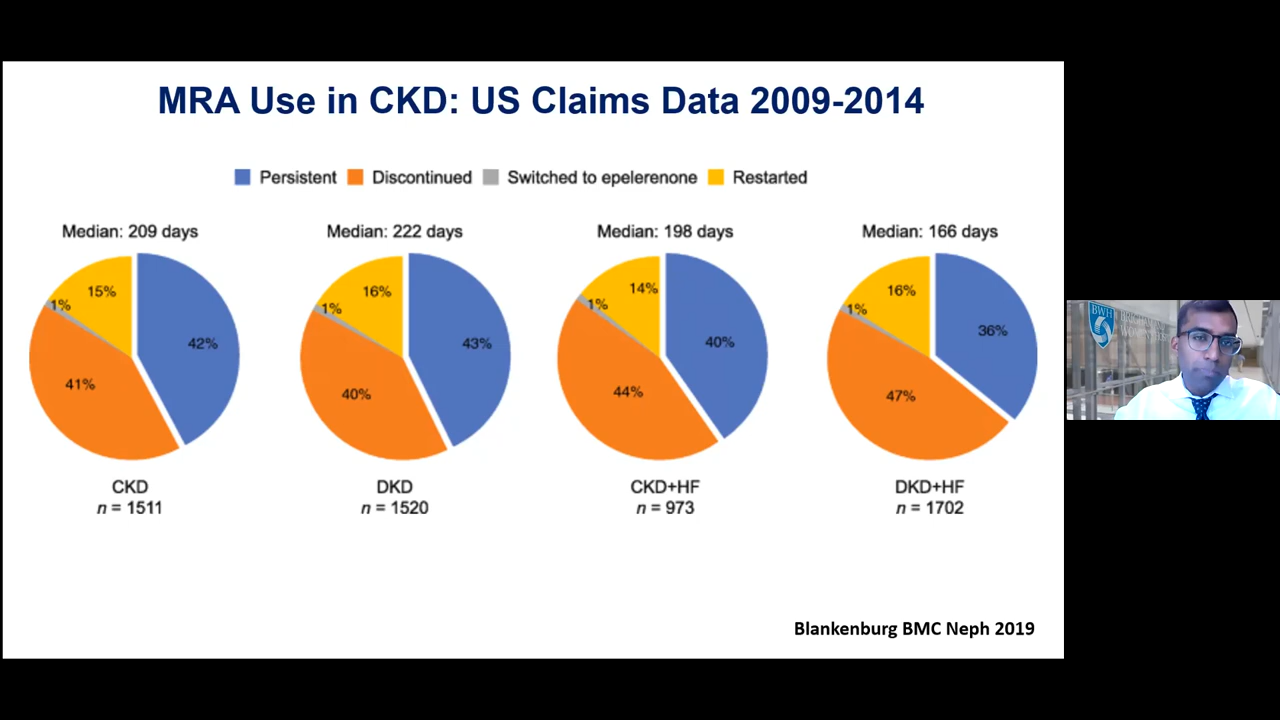 MRA Use in CKD: US Claims Data 2009-2014
Persistent Discontinued Switched to epelerenone Restarted
Median: 209 days Median: 222 days Median: 198 days Median: 166 days
15% 1% 42% 41%
16% 1% 43% 40%
14% 1% 40% 44%
16% 1% 36% 47%
CKD DKD CKD+HF DKD+HF
n = 1511 n = 1520 n = 973 n = 1702
Blankenburg BMC Neph 2019
BWH